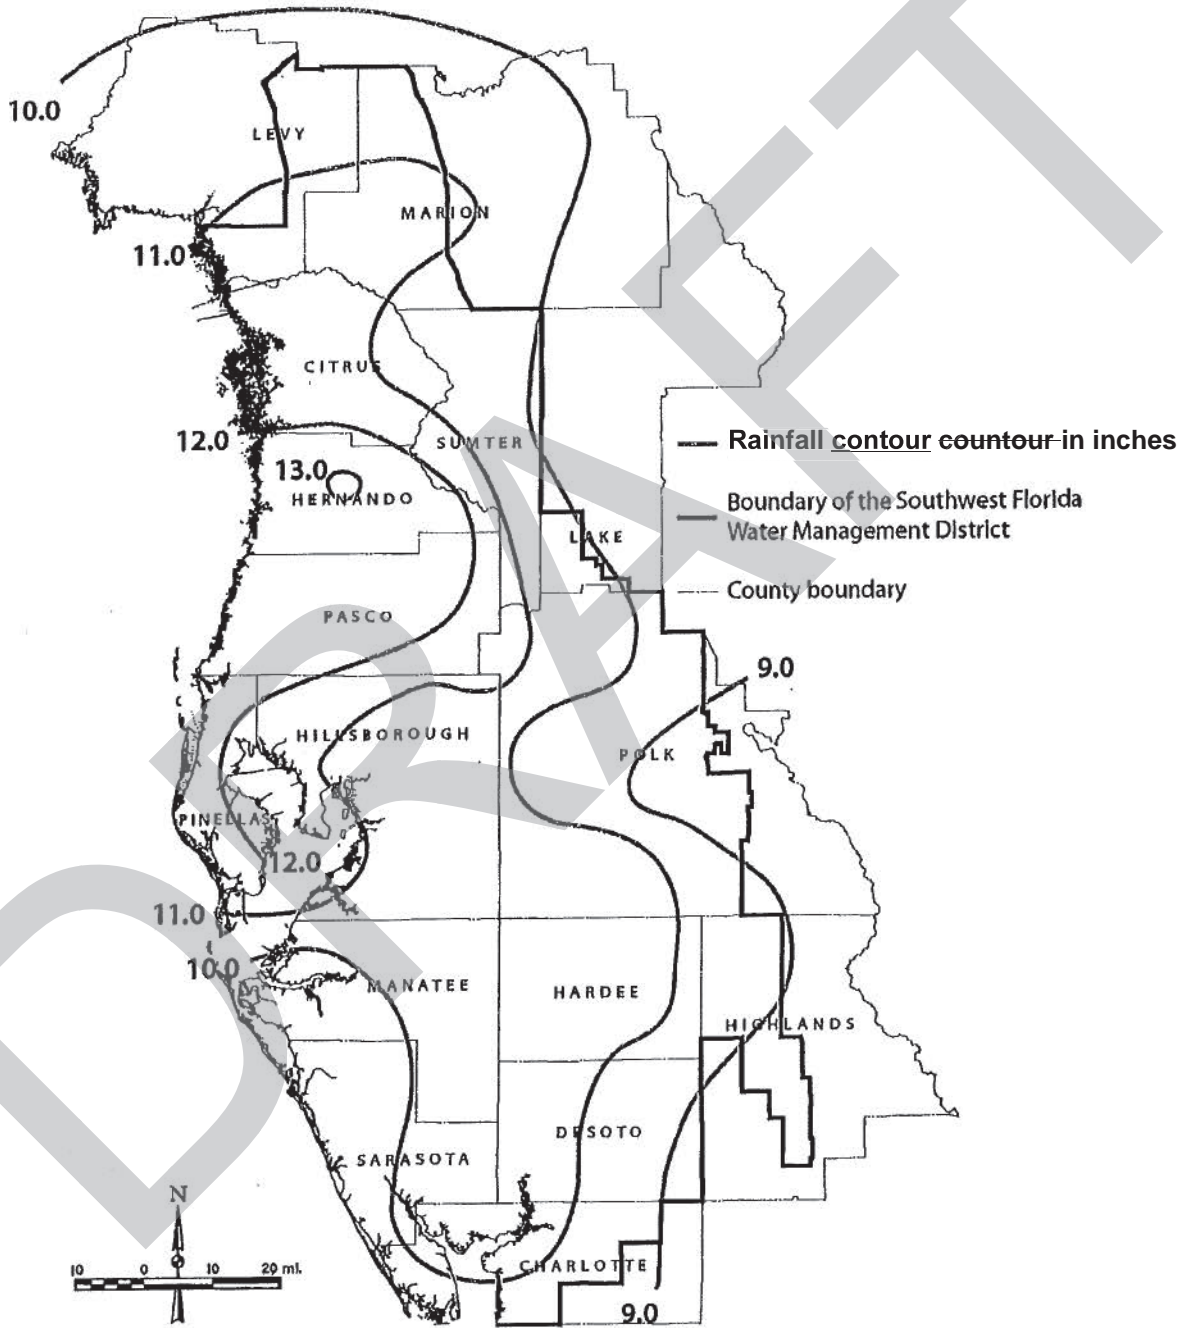 10.0
LEVY
MARION
11.0
CITRUS
12.0
SUMTER
Rainfall contour countour in inches
13.0
HERNANDO
Boundary of the Southwest Florida
Water Management District
LAKE
County boundary
PASCO
9.0
HILLSBOROUGH
POLK
PINELLAS
12.0
11.0
10.0
MANATEE
HARDEE
HIGHLANDS
DESOTO
SARASOTA
N
CHARLOTTE
10 0 10 20 mi.
9.0
DRAFT